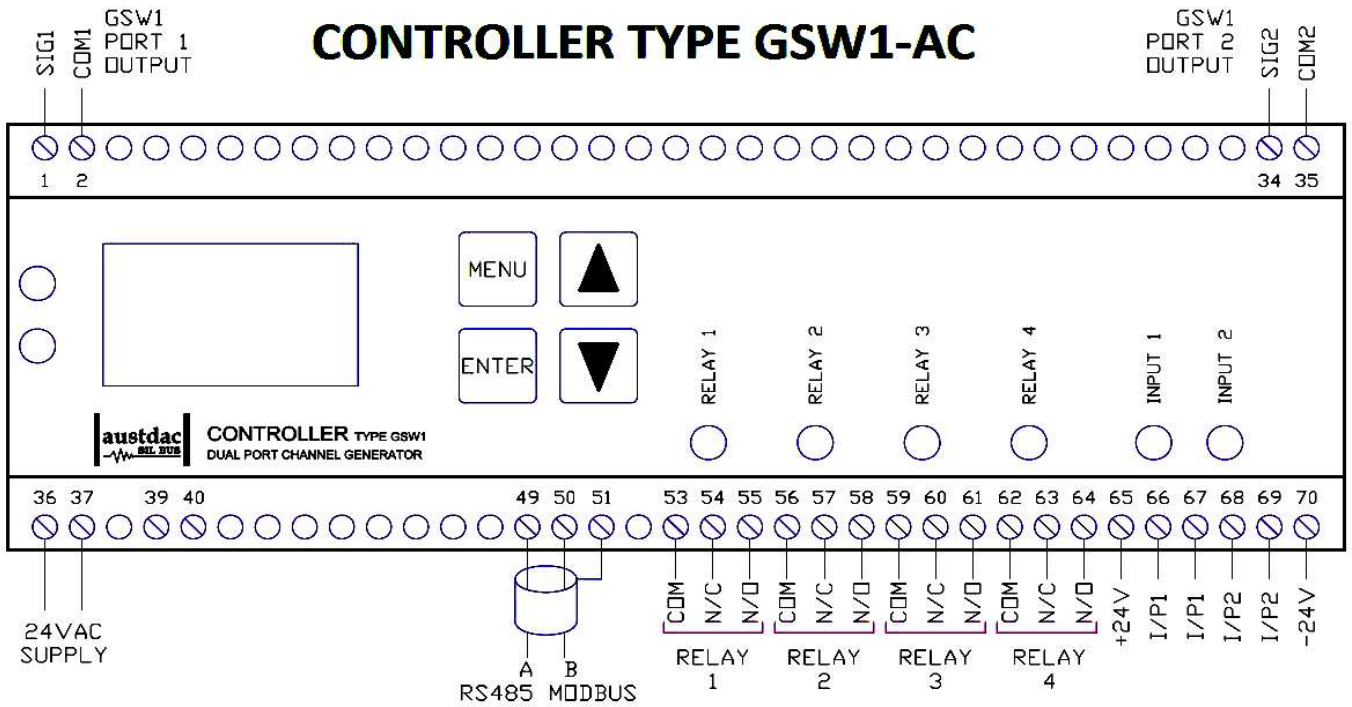 CONTROLLER TYPE GSW1-AC
SIG1
COM1
GSW1
PORT 1
OUTPUT
GSW1
PORT 2
OUTPUT
SIG2
COM2
1 2 34 35
MENU
ENTER
RELAY 1
RELAY 2
RELAY 3
RELAY 4
INPUT 1
INPUT 2
austdac
SIL BUS
CONTROLLER TYPE GSW1
DUAL PORT CHANNEL GENERATOR
36 37 39 40 49 50 51 53 54 55 56 57 58 59 60 61 62 63 64 65 66 67 68 69 70
24VAC
SUPPLY
A B
RS485 MODBUS
COM N/C N/O
RELAY
1
COM N/C N/O
RELAY
2
COM N/C N/O
RELAY
3
COM N/C N/O
RELAY
4
+24V
I/P1
I/P1
I/P2
I/P2
-24V